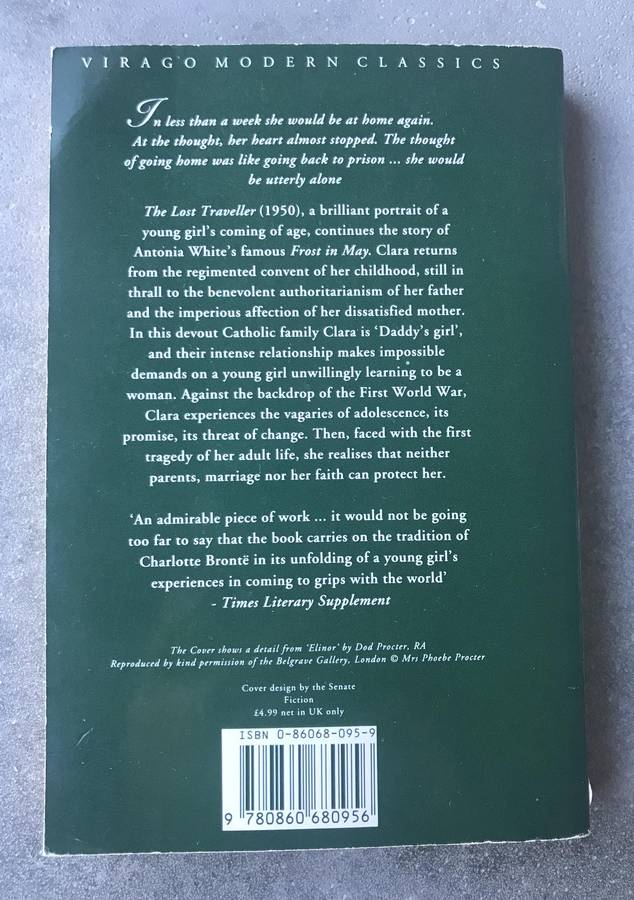 VIRAGO MODERN CLASSICS
In less than a week she would be at home again.
At the thought, her heart almost stopped. The thought
of going home was like going back to prison ... she would
be utterly alone
The Lost Traveller (1950), a brilliant portrait of a
young girl's coming of age, continues the story of
Antonia White's famous Frost in May. Clara returns
from the regimented convent of her childhood, still in
thrall to the benevolent authoritarianism of her father
and the imperious affection of her dissatisfied mother.
In this devout Catholic family Clara is 'Daddy's girl',
and their intense relationship makes impossible
demands on a young girl unwillingly learning to be a
woman. Against the backdrop of the First World War,
Clara experiences the vagaries of adolescence, its
promise, its threat of change. Then, faced with the first
tragedy of her adult life, she realises that neither
parents, marriage nor her faith can protect her.
'An admirable piece of work ... it would not be going
too far to say that the book carries on the tradition of
Charlotte Brontë in its unfolding of a young girl's
experiences in coming to grips with the world'
- Times Literary Supplement
The Cover shows a detail from 'Elinor' by Dod Procter, RA
Reproduced by kind permission of the Belgrave Gallery, London © Mrs Phoebe Procter
Cover design by the Senate
Fiction
£4.99 net in UK only
ISBN 0-86068-095-9
9 780860 680956